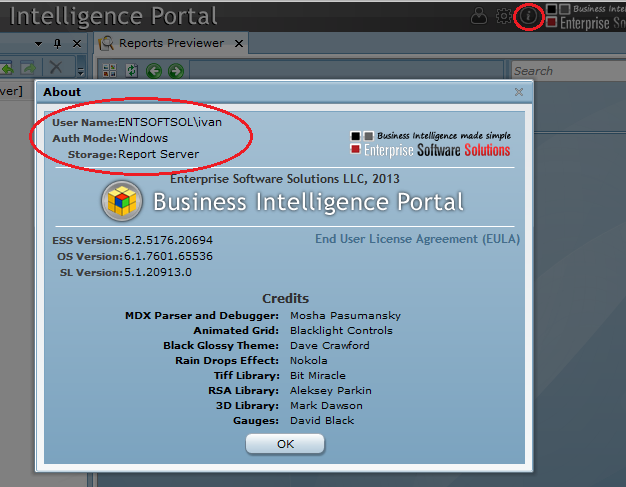 Intelligence Portal
Business Intelligen
Enterprise Sof
Reports Previewer
Search
ver]
About
User Name:ENTSOFTSOL\ivan
Auth Mode:Windows
Storage:Report Server
Business Intelligence made simple
Enterprise Software Solutions
Enterprise Software Solutions LLC, 2013
Business Intelligence Portal
ESS Version:5.2.5176.20694
End User License Agreement (EULA)
OS Version:6.1.7601.65536
SL Version:5.1.20913.0
Credits
MDX Parser and Debugger: Mosha Pasumansky
Animated Grid: Blacklight Controls
Black Glossy Theme: Dave Crawford
Rain Drops Effect: Nokola
Tiff Library: Bit Miracle
RSA Library: Aleksey Parkin
3D Library: Mark Dawson
Gauges: David Black
OK